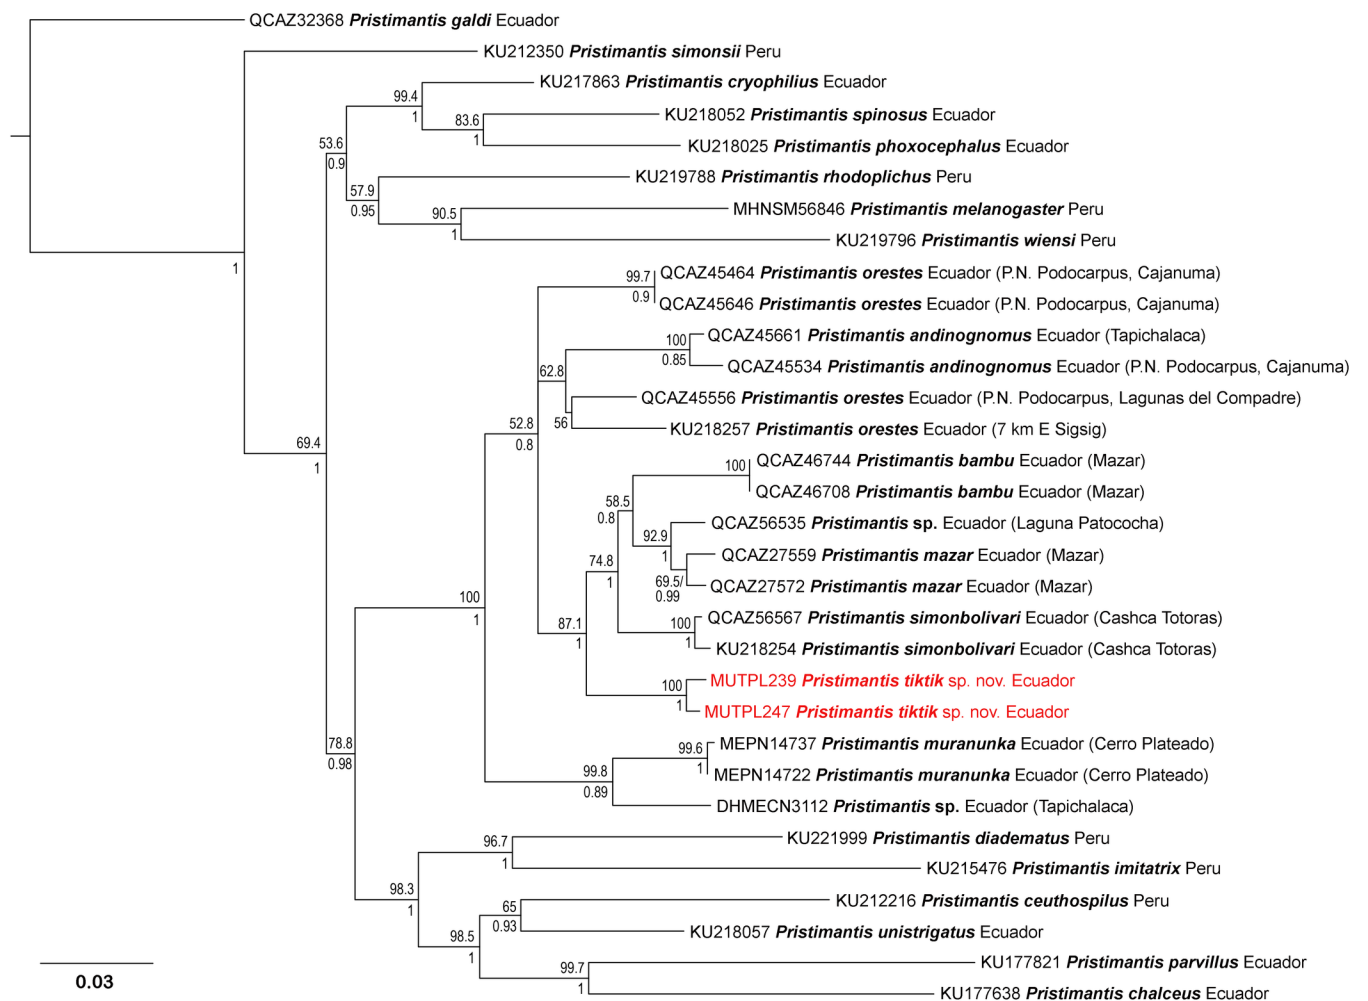 QCAZ32368 Pristimantis galdi Ecuador
KU212350 Pristimantis simonsii Peru
KU217863 Pristimantis cryophilius Ecuador
99.4
1
KU218052 Pristimantis spinosus Ecuador
83.6
1
KU218025 Pristimantis phoxocephalus Ecuador
53.6
0.9
KU219788 Pristimantis rhodoplichus Peru
57.9
0.95
MHNSM56846 Pristimantis melanogaster Peru
90.5
1
KU219796 Pristimantis wiensi Peru
1
QCAZ45464 Pristimantis orestes Ecuador (P.N. Podocarpus, Cajanuma)
99.7
0.9
QCAZ45646 Pristimantis orestes Ecuador (P.N. Podocarpus, Cajanuma)
QCAZ45661 Pristimantis andinognomus Ecuador (Tapichalaca)
100
0.85
QCAZ45534 Pristimantis andinognomus Ecuador (P.N. Podocarpus, Cajanuma)
62.8
QCAZ45556 Pristimantis orestes Ecuador (P.N. Podocarpus, Lagunas del Compadre)
56
KU218257 Pristimantis orestes Ecuador (7 km E Sigsig)
52.8
0.8
69.4
1
QCAZ46744 Pristimantis bambu Ecuador (Mazar)
100
QCAZ46708 Pristimantis bambu Ecuador (Mazar)
58.5
0.8
QCAZ56535 Pristimantis sp. Ecuador (Laguna Patococha)
92.9
1
QCAZ27559 Pristimantis mazar Ecuador (Mazar)
74.8
1
69.5/
0.99
QCAZ27572 Pristimantis mazar Ecuador (Mazar)
100
1
QCAZ56567 Pristimantis simonbolivari Ecuador (Cashca Totoras)
87.1
1
100
1
KU218254 Pristimantis simonbolivari Ecuador (Cashca Totoras)
MUTPL239 Pristimantis tiktik sp. nov. Ecuador
100
1
MUTPL247 Pristimantis tiktik sp. nov. Ecuador
78.8
0.98
MEPN14737 Pristimantis muranunka Ecuador (Cerro Plateado)
99.6
1
MEPN14722 Pristimantis muranunka Ecuador (Cerro Plateado)
99.8
0.89
DHMECN3112 Pristimantis sp. Ecuador (Tapichalaca)
KU221999 Pristimantis diadematus Peru
96.7
1
KU215476 Pristimantis imitatrix Peru
98.3
1
KU212216 Pristimantis ceuthospilus Peru
65
0.93
KU218057 Pristimantis unistrigatus Ecuador
98.5
1
KU177821 Pristimantis parvillus Ecuador
99.7
1
KU177638 Pristimantis chalceus Ecuador
0.03